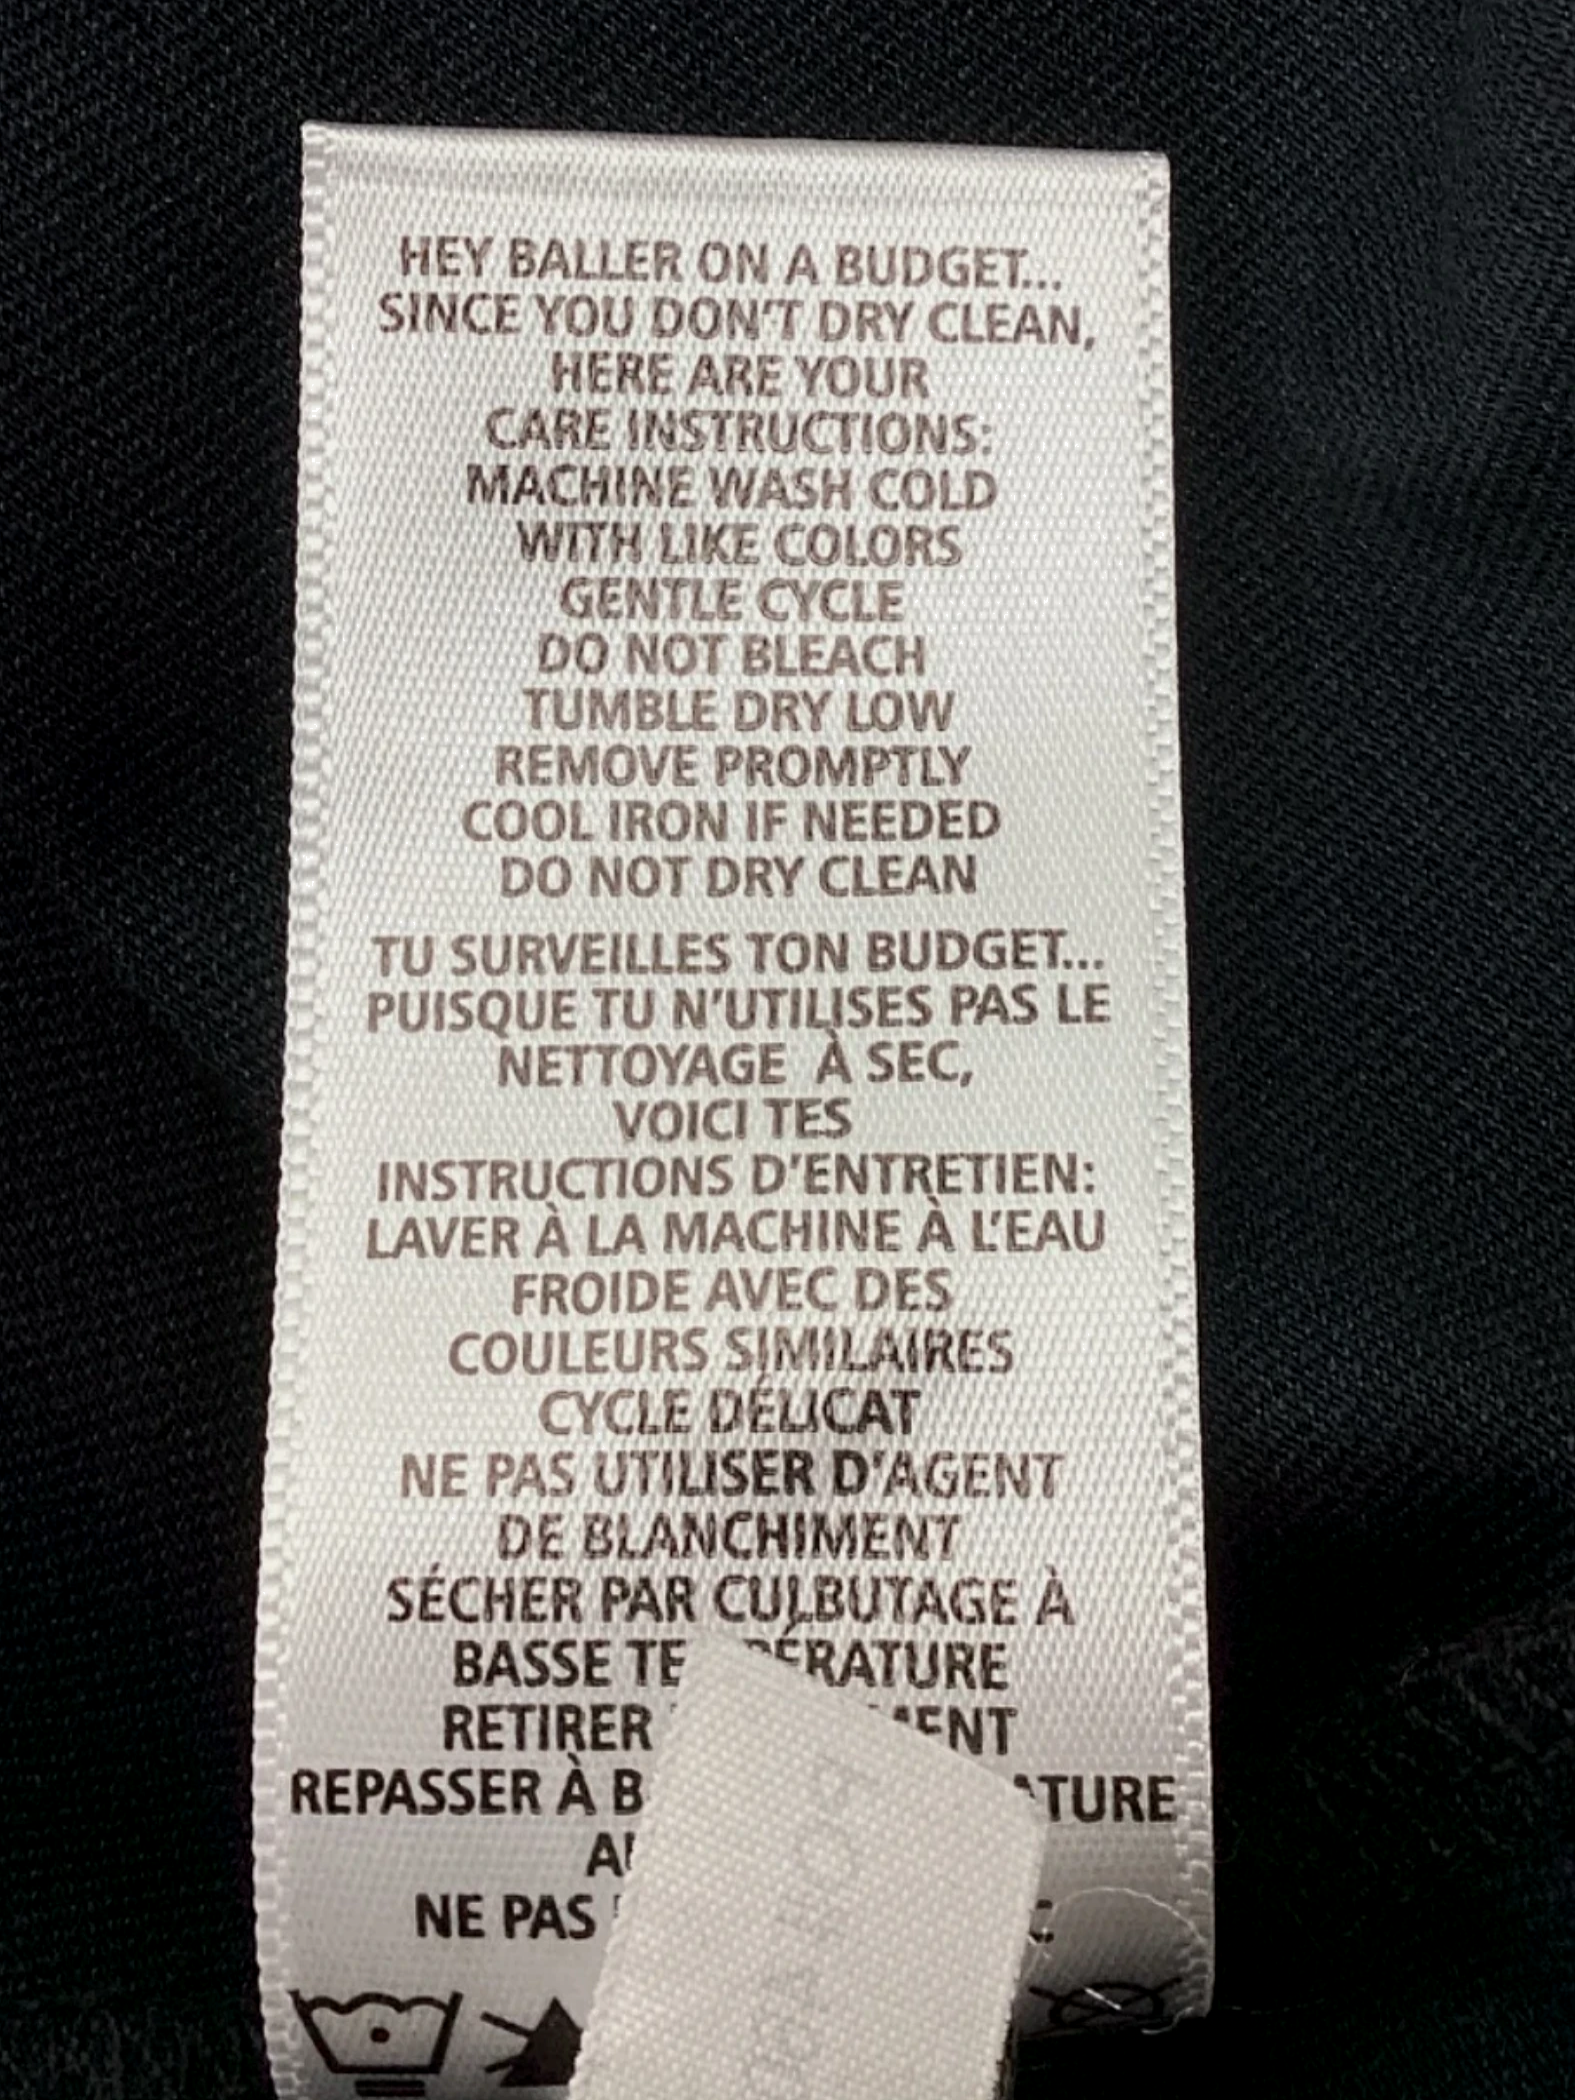 HEY BALLER ON A BUDGET...
SINCE YOU DON'T DRY CLEAN,
HERE ARE YOUR
CARE INSTRUCTIONS:
MACHINE WASH COLD
WITH LIKE COLORS
GENTLE CYCLE
DO NOT BLEACH
TUMBLE DRY LOW
REMOVE PROMPTLY
COOL IRON IF NEEDED
DO NOT DRY CLEAN
TU SURVEILLES TON BUDGET...
PUISQUE TU N'UTILISES PAS LE
NETTOYAGE À SEC,
VOICI TES
INSTRUCTIONS D'ENTRETIEN:
LAVER À LA MACHINE À L'EAU
FROIDE AVEC DES
COULEURS SIMILAIRES
CYCLE DÉLICAT
NE PAS UTILISER D'AGENT
DE BLANCHIMENT
SÉCHER PAR CULBUTAGE À
BASSE
RETIRER
REPASSER À
NE PAS